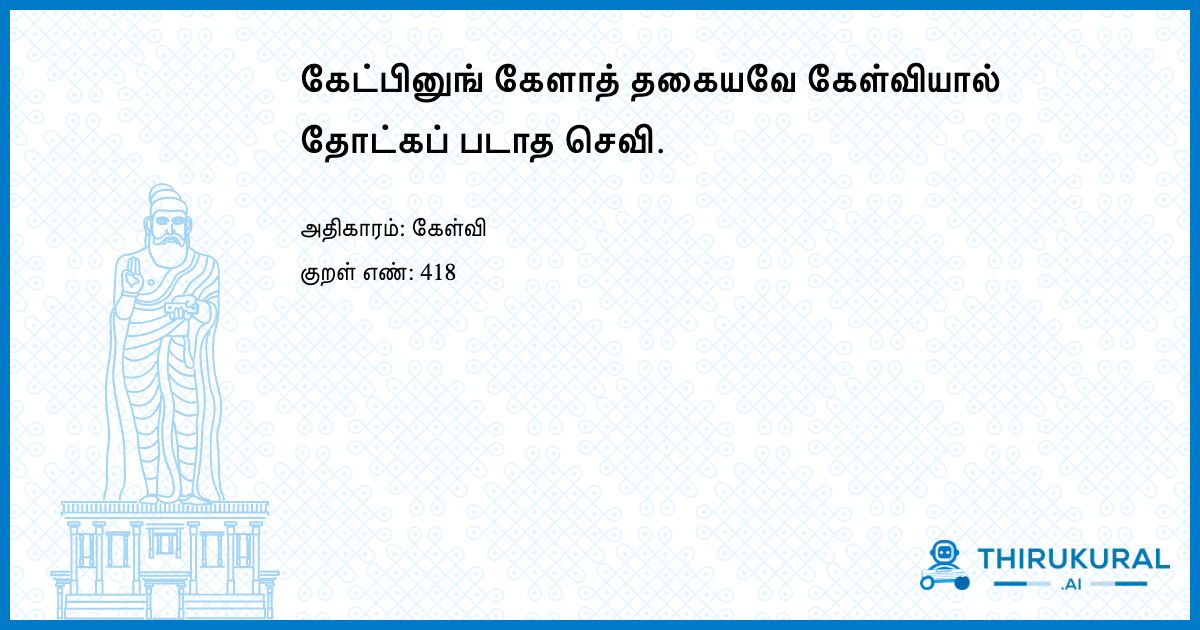 கேட்பினுங் கேளாத் தகையவே கேள்வியால்
தோட்கப் படாத செவி.
அதிகாரம்: கேள்வி
குறள் எண்: 418
THIRUKURAL
.AI